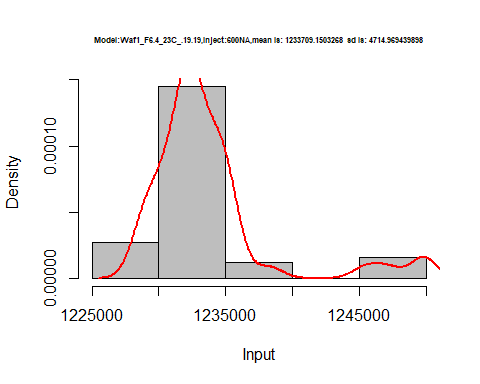 Model:Waf1_F6.4_23C_.19.19,Inject:600NA,mean is: 1233709.1503268 sd is: 4714.969439898
Density
0.00010
0.00000
1225000 1235000 1245000
Input